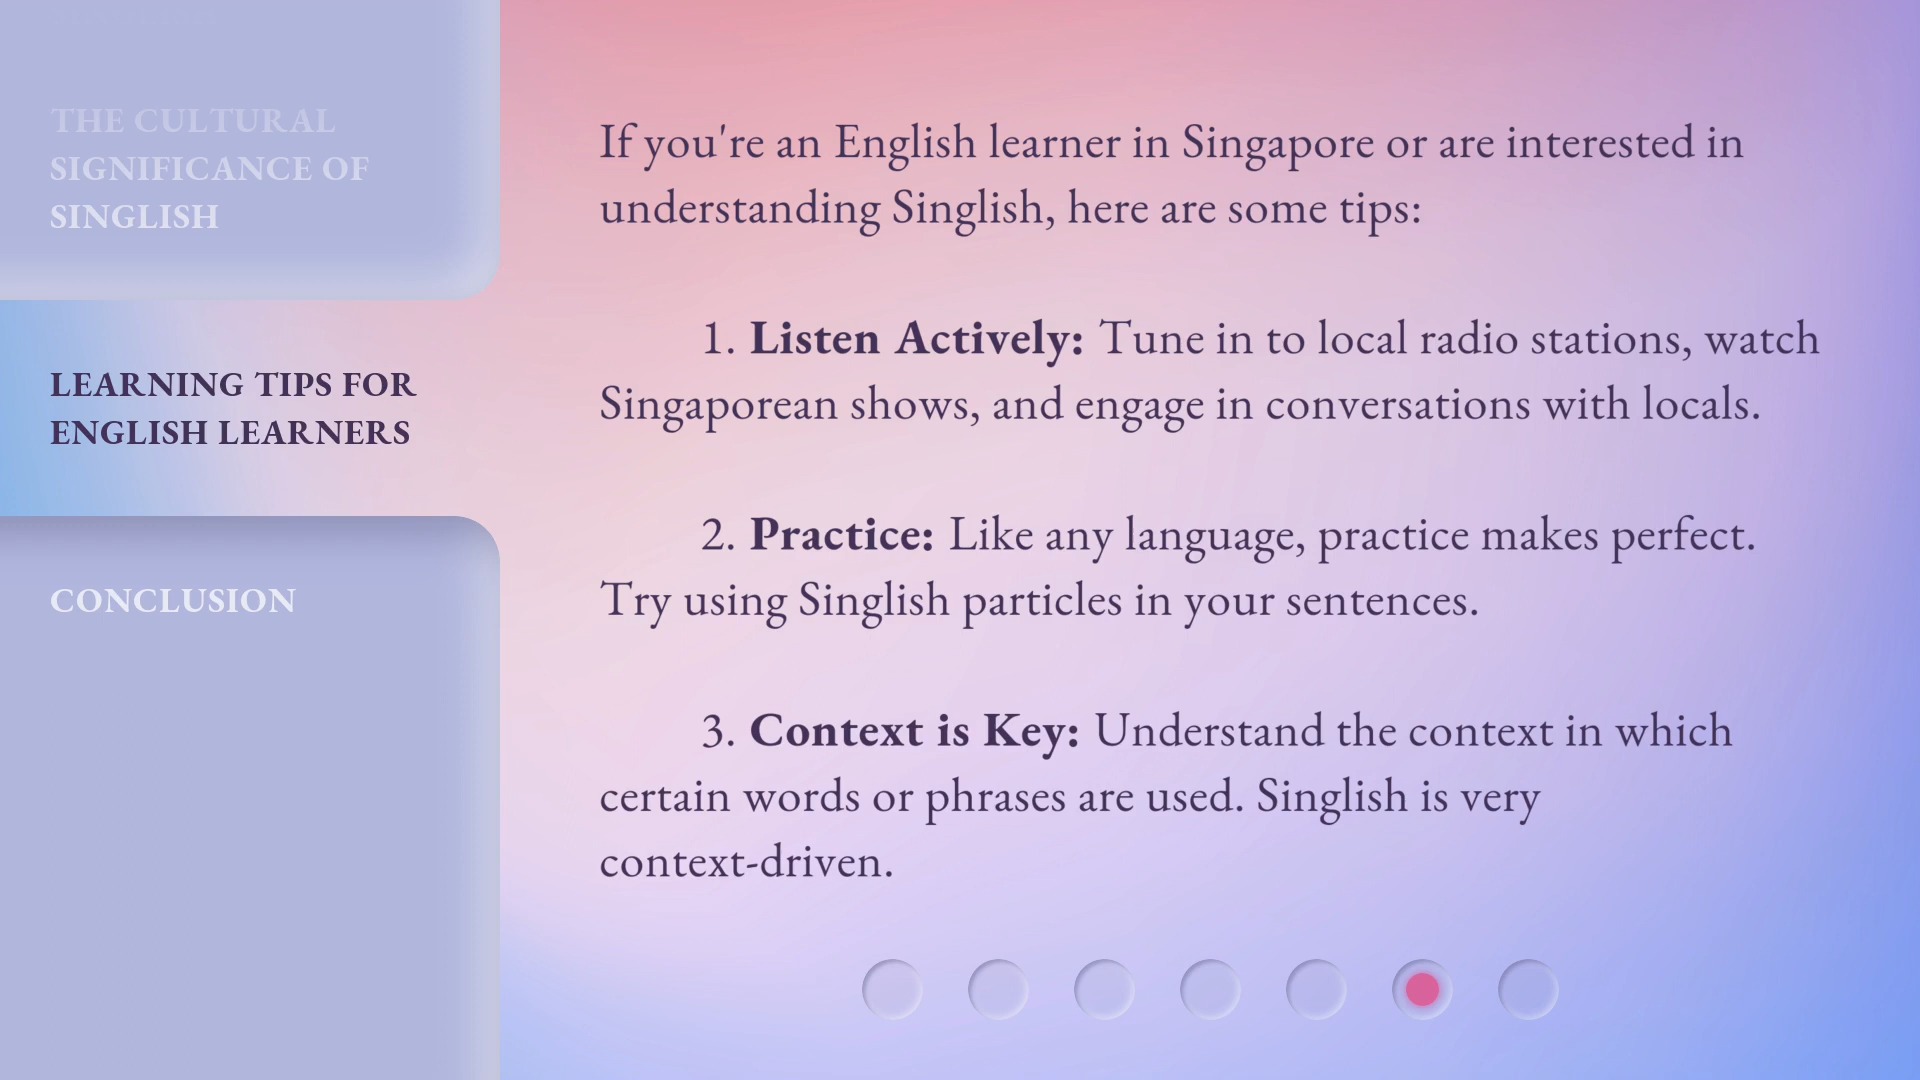 THE CULTURAL
SIGNIFICANCE OF
SINGLISH
LEARNING TIPS FOR
ENGLISH LEARNERS
CONCLUSION
If you're an English learner in Singapore or are interested in
understanding Singlish, here are some tips:
1. Listen Actively: Tune in to local radio stations, watch
Singaporean shows, and engage in conversations with locals.
2. Practice: Like any language, practice makes perfect.
Try using Singlish particles in your sentences.
3. Context is Key: Understand the context in which
certain words or phrases are used. Singlish is very
context-driven.